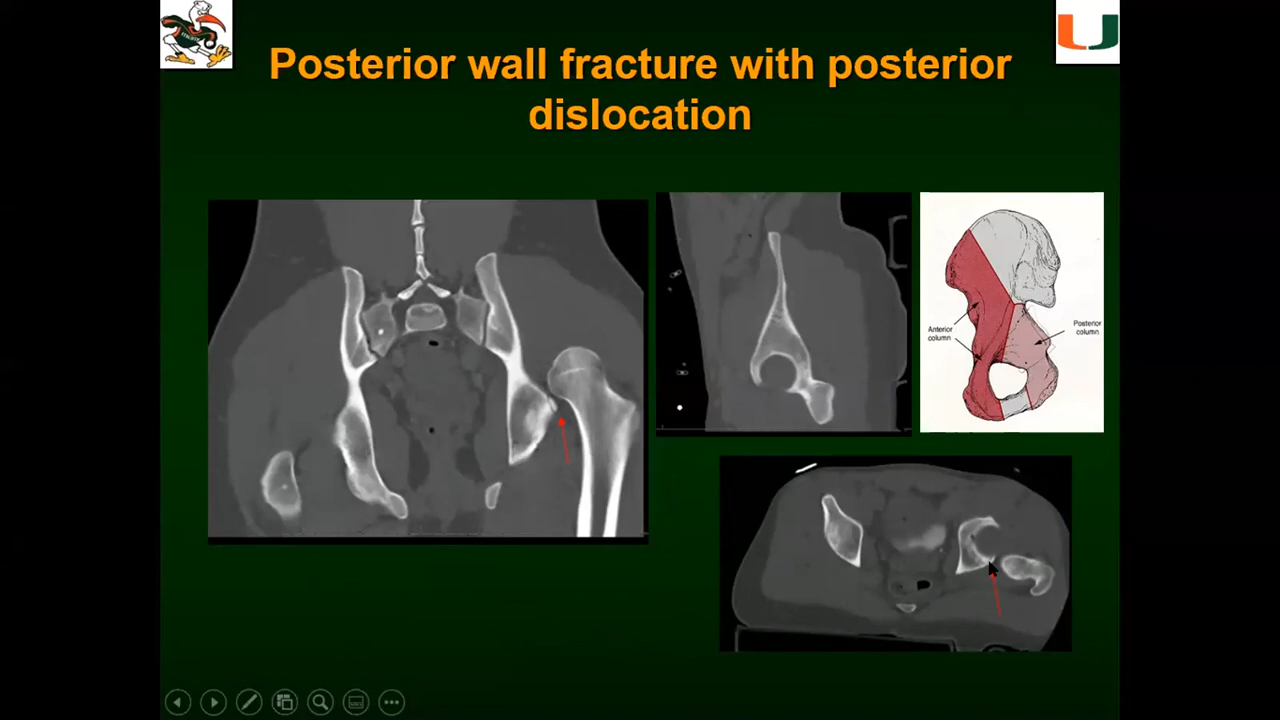 Posterior wall fracture with posterior
dislocation
Anterior
column
Posterior
column